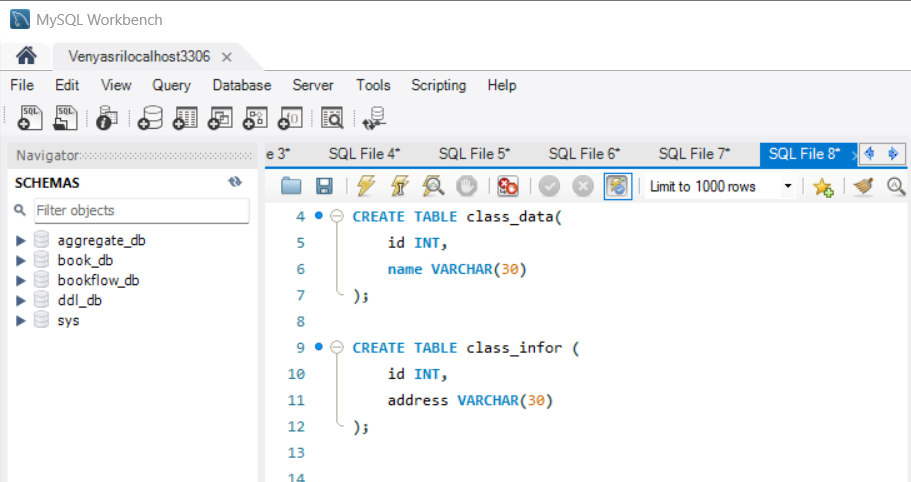 MySQL Workbench
Venyasrilocalhost3306
File Edit View Query Database Server Tools Scripting Help
Navigator
SCHEMAS
Filter objects
aggregate_db
book_db
bookflow_db
ddl_db
sys
e 3* SQL File 4* SQL File 5* SQL File 6* SQL File 7* SQL File 8*
Limit to 1000 rows
4 CREATE TABLE class_data(
5 id INT,
6 name VARCHAR(30)
7 );
8
9 CREATE TABLE class_infor (
10 id INT,
11 address VARCHAR(30)
12 );
13
14